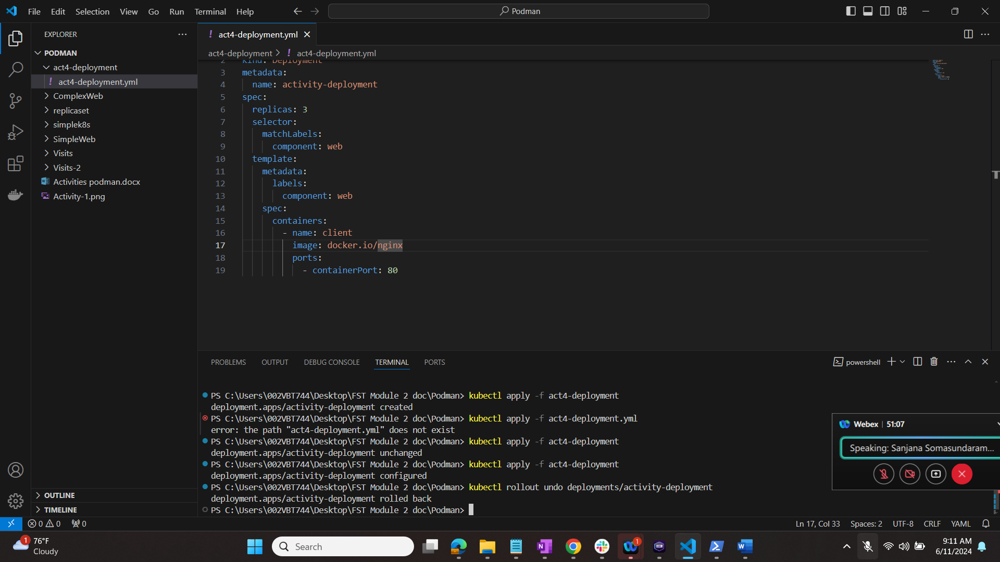 File Edit Selection View Go Run Terminal Help
Podman
EXPLORER
PODMAN
act4-deployment
! act4-deployment.yml
ComplexWeb
replicaset
simplek8s
SimpleWeb
Visits
Visits-2
Activities podman.docx
Activity-1.png
OUTLINE
TIMELINE
! act4-deployment.yml
act4-deployment > ! act4-deployment.yml
2 kind: Deployment
3 metadata:
4 name: activity-deployment
5 spec:
6 replicas: 3
7 selector:
8 matchLabels:
9 component: web
10 template:
11 metadata:
12 labels:
13 component: web
14 spec:
15 containers:
16 - name: client
17 image: docker.io/nginx
18 ports:
19 - containerPort: 80
PROBLEMS OUTPUT DEBUG CONSOLE TERMINAL PORTS
powershell
PS C:\Users\002VBT744\Desktop\FST Module 2 doc\Podman> kubectl apply -f act4-deployment
deployment.apps/activity-deployment created
PS C:\Users\002VBT744\Desktop\FST Module 2 doc\Podman> kubectl apply -f act4-deployment.yml
error: the path "act4-deployment.yml" does not exist
PS C:\Users\002VBT744\Desktop\FST Module 2 doc\Podman> kubectl apply -f act4-deployment
deployment.apps/activity-deployment unchanged
PS C:\Users\002VBT744\Desktop\FST Module 2 doc\Podman> kubectl apply -f act4-deployment
deployment.apps/activity-deployment configured
PS C:\Users\002VBT744\Desktop\FST Module 2 doc\Podman> kubectl rollout undo deployments/activity-deployment
deployment.apps/activity-deployment rolled back
PS C:\Users\002VBT744\Desktop\FST Module 2 doc\Podman>
Webex | 51:07
Speaking: Sanjana Somasundaram...
0 0 0
Ln 17, Col 33 Spaces: 2 UTF-8 CRLF YAML
1
76°F
Cloudy
Search
1
9:11 AM
6/11/2024